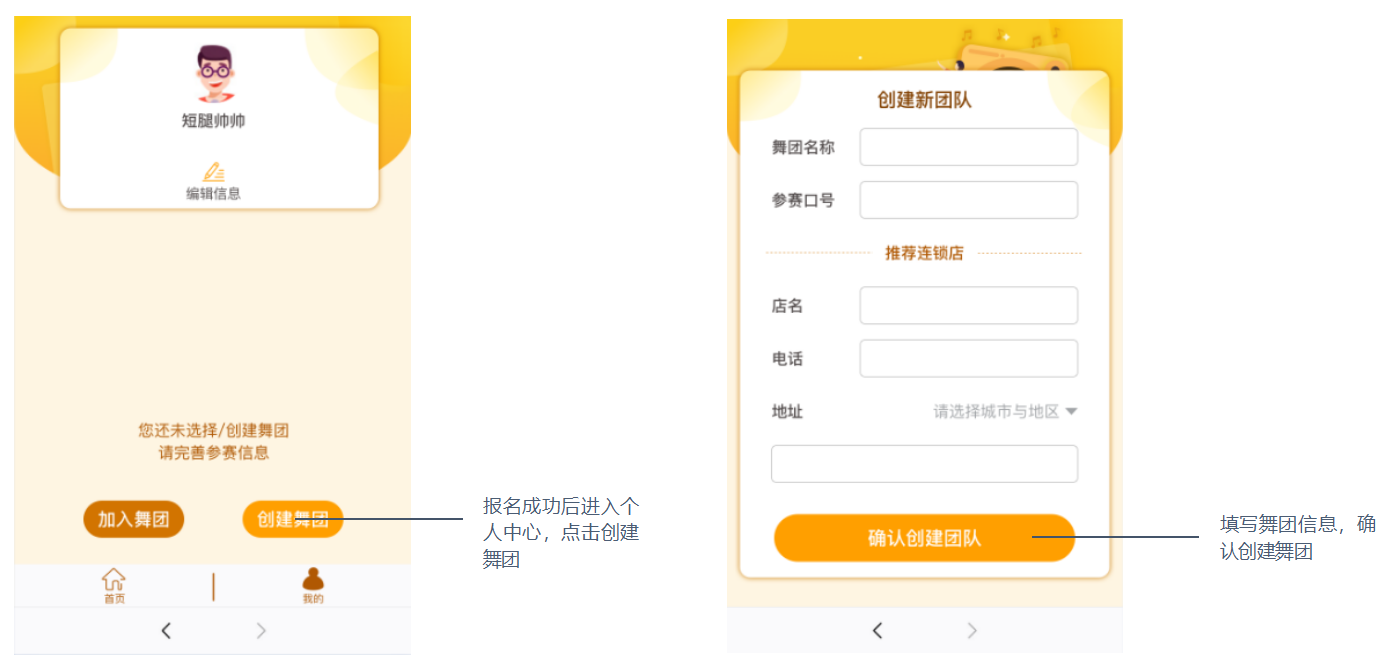 短腿帅帅
编辑信息
您还未选择/创建舞团
请完善参赛信息
加入舞团
创建舞团
首页
我的
报名成功后进入个
人中心，点击创建
舞团
创建新团队
舞团名称
参赛口号
推荐连锁店
店名
电话
地址
请选择城市与地区
确认创建团队
填写舞团信息，确
认创建舞团